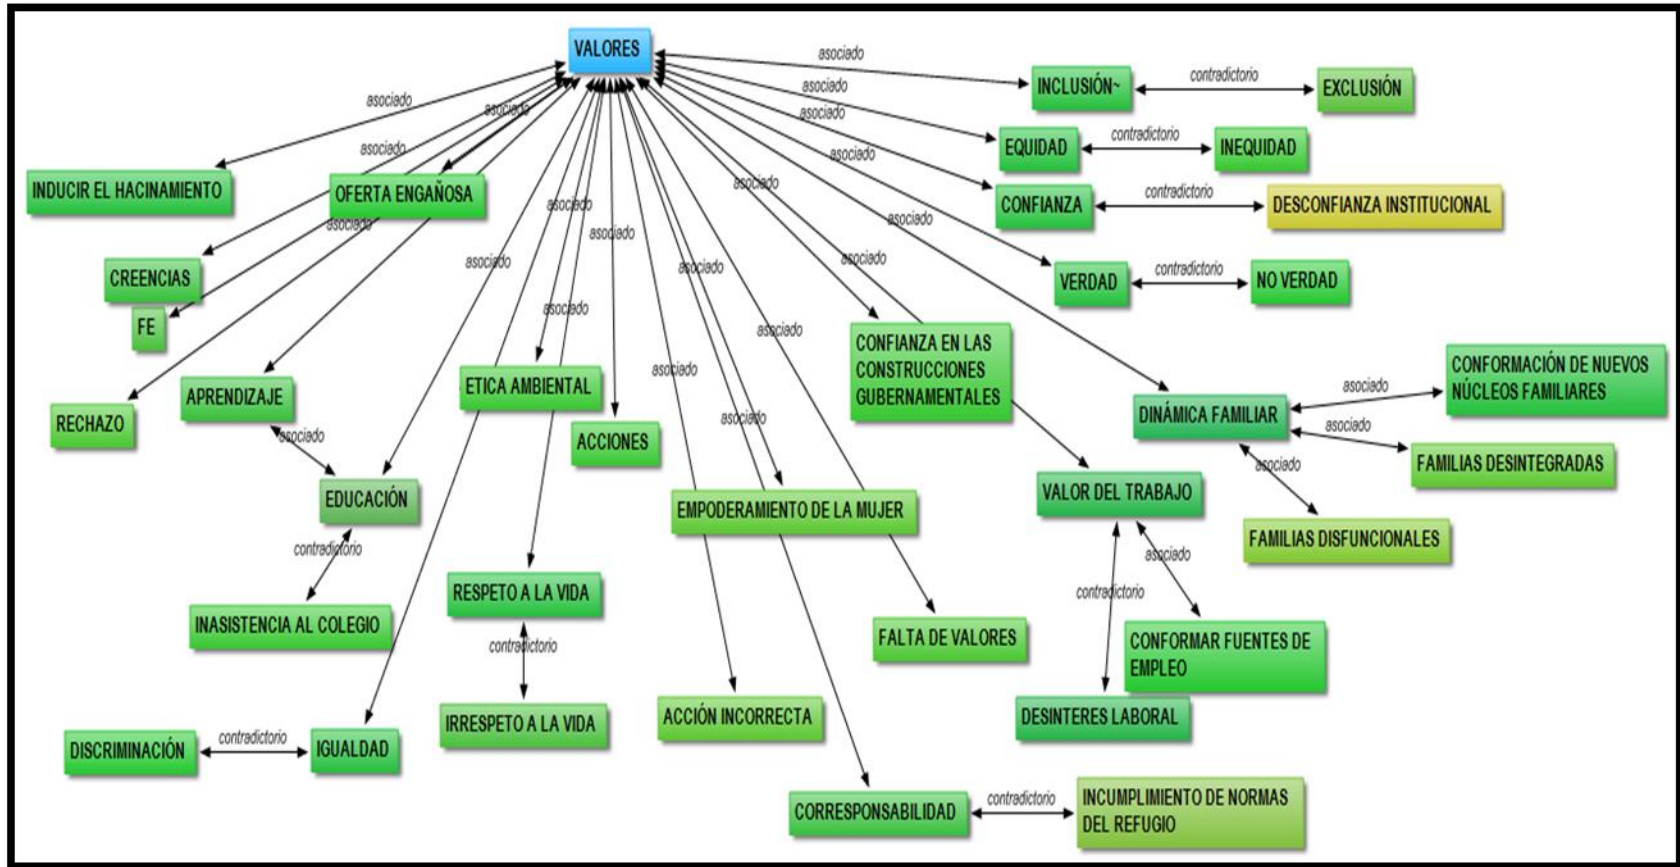 VALORES
asociado
INCLUSIÓN~
contradictorio
EXCLUSIÓN
asociado
asociado
asociado
EQUIDAD
contradictorio
INEQUIDAD
asociado
asociado
asociado
INDUCIR EL HACINAMIENTO
OFERTA ENGAÑOSA
asociado
CONFIANZA
contradictorio
DESCONFIANZA INSTITUCIONAL
asociado
asociado
asociado
asociado
asociado
asociado
asociado
CREENCIAS
VERDAD
contradictorio
NO VERDAD
FE
asociado
asociado
asociado
CONFIANZA EN LAS
CONSTRUCCIONES
GUBERNAMENTALES
CONFORMACIÓN DE NUEVOS
NÚCLEOS FAMILIARES
asociado
asociado
RECHAZO
APRENDIZAJE
ETICA AMBIENTAL
asociado
DINÁMICA FAMILIAR
asociado
asociado
ACCIONES
asociado
FAMILIAS DESINTEGRADAS
EDUCACIÓN
EMPODERAMIENTO DE LA MUJER
VALOR DEL TRABAJO
FAMILIAS DISFUNCIONALES
contradictorio
asociado
RESPETO A LA VIDA
contradictorio
INASISTENCIA AL COLEGIO
contradictorio
FALTA DE VALORES
CONFORMAR FUENTES DE
EMPLEO
IRRESPETO A LA VIDA
ACCIÓN INCORRECTA
DESINTERES LABORAL
DISCRIMINACIÓN
contradictorio
IGUALDAD
CORRESPONSABILIDAD
contradictorio
INCUMPLIMIENTO DE NORMAS
DEL REFUGIO